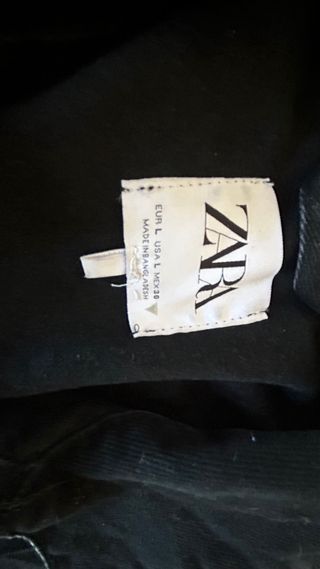 ZARA
EUR L USA L MEX 30
MADE IN BANGLADESH